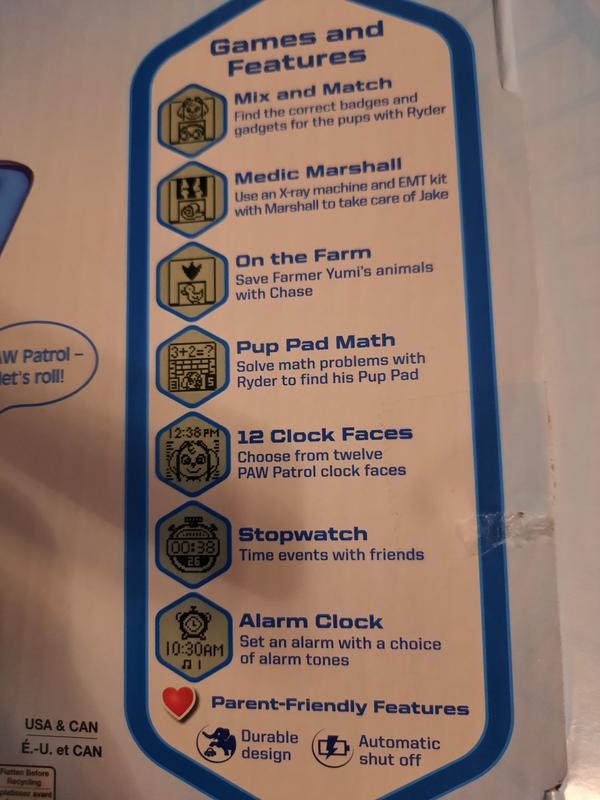 Games and
Features
Mix and Match
Find the correct badges and
gadgets for the pups with Ryder
Medic Marshall
Use an X-ray machine and EMT kit
with Marshall to take care of Jake
On the Farm
Save Farmer Yumi's animals
with Chase
3+2=?
Pup Pad Math
Solve math problems with
Ryder to find his Pup Pad
12:38 PM
12 Clock Faces
Choose from twelve
PAW Patrol clock faces
00:38
26
Stopwatch
Time events with friends
10:30AM
Alarm Clock
Set an alarm with a choice
of alarm tones
Parent-Friendly Features
Durable
design
Automatic
shut off
AW Patrol –
let's roll!
USA & CAN
É.-U. et CAN
Flatten Before
Recycling